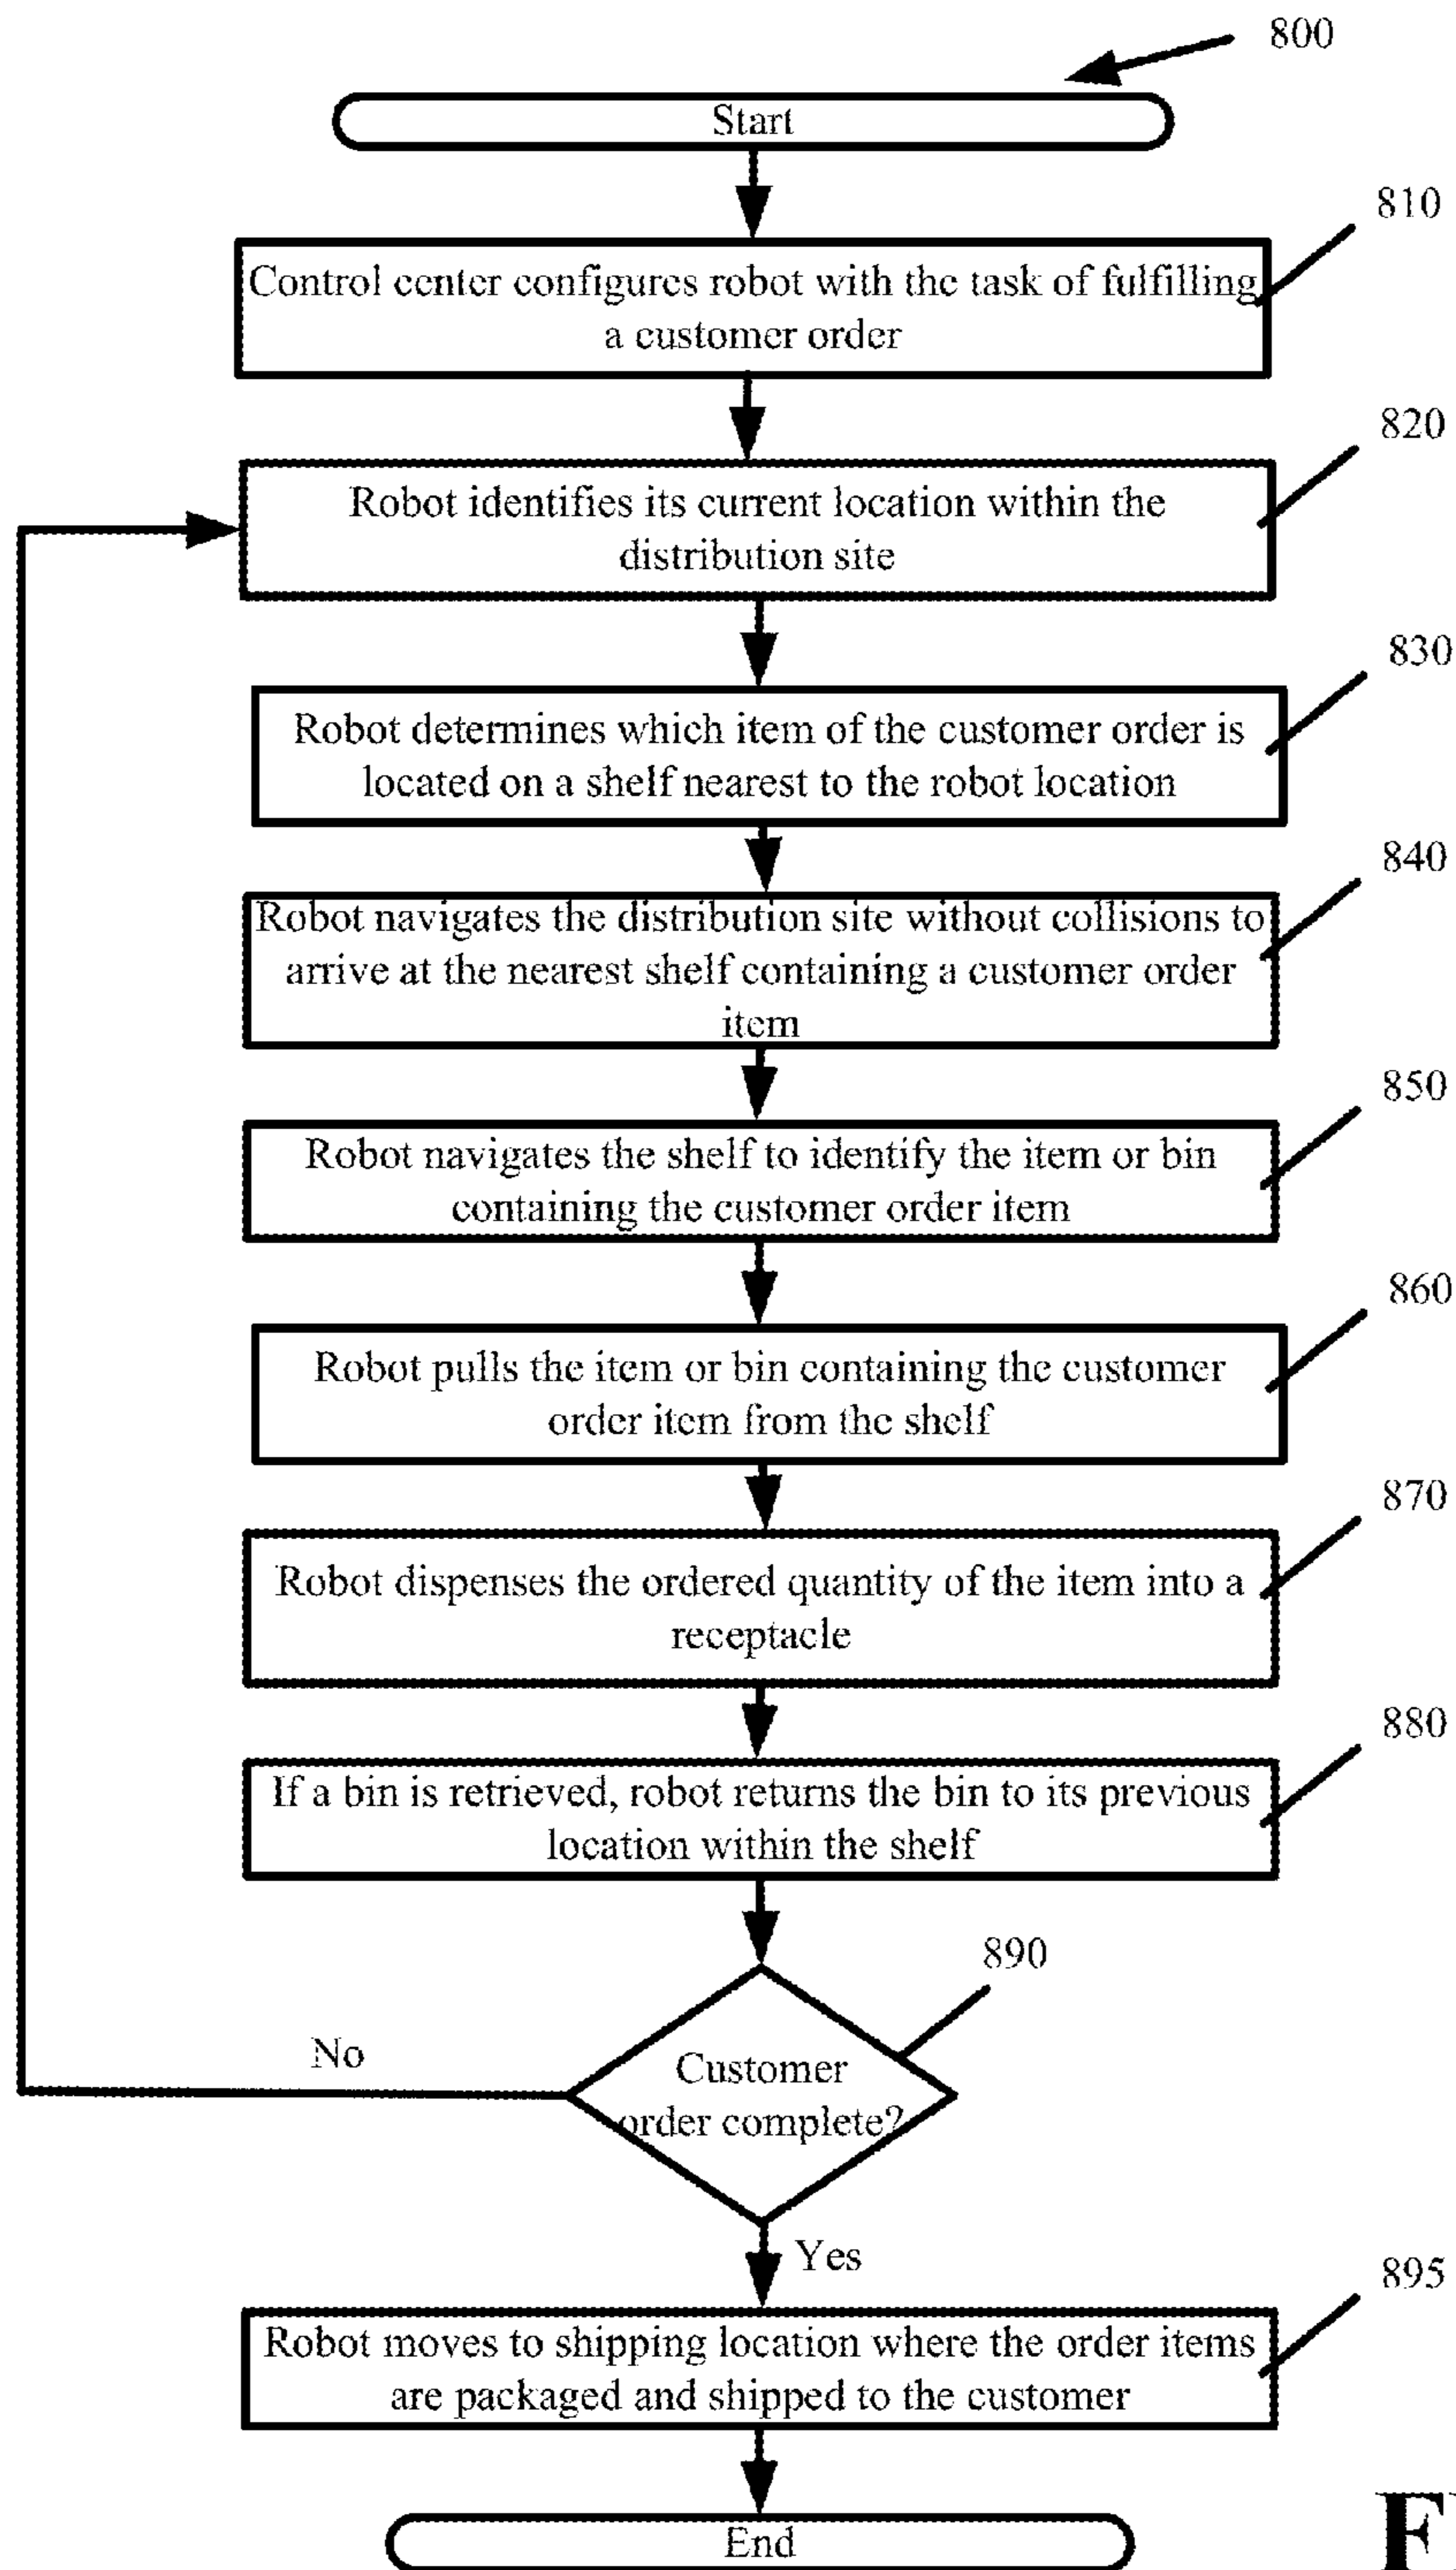 800
Start
810
Control center configures robot with the task of fulfilling
a customer order
820
Robot identifies its current location within the
distribution site
830
Robot determines which item of the customer order is
located on a shelf nearest to the robot location
840
Robot navigates the distribution site without collisions to
arrive at the nearest shelf containing a customer order
item
850
Robot navigates the shelf to identify the item or bin
containing the customer order item
860
Robot pulls the item or bin containing the customer
order item from the shelf
870
Robot dispenses the ordered quantity of the item into a
receptacle
880
If a bin is retrieved, robot returns the bin to its previous
location within the shelf
890
No
Customer
order complete?
Yes
895
Robot moves to shipping location where the order items
are packaged and shipped to the customer
End